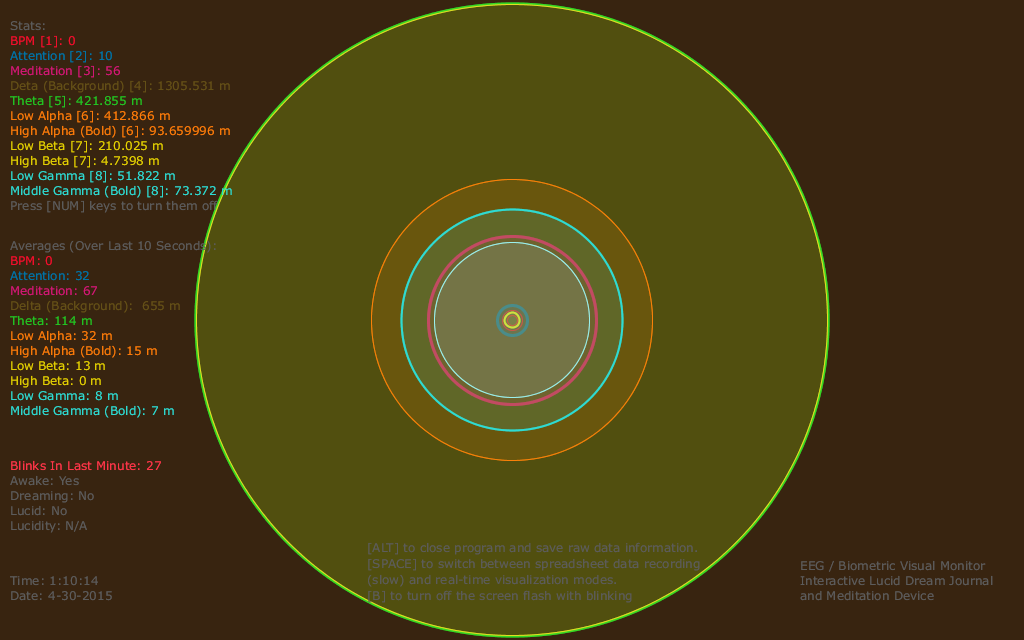 Stats:
BPM [1]: 0
Attention [2]: 10
Meditation [3]: 56
Deta (Background) [4]: 1305.531 m
Theta [5]: 421.855 m
Low Alpha [6]: 412.866 m
High Alpha (Bold) [6]: 93.659996 m
Low Beta [7]: 210.025 m
High Beta [7]: 4.7398 m
Low Gamma [8]: 51.822 m
Middle Gamma (Bold) [8]: 73.372 m
Press [NUM] keys to turn them off
Averages (Over Last 10 Seconds):
BPM: 0
Attention: 32
Meditation: 67
Delta (Background): 655 m
Theta: 114 m
Low Alpha: 32 m
High Alpha (Bold): 15 m
Low Beta: 13 m
High Beta: 0 m
Low Gamma: 8 m
Middle Gamma (Bold): 7 m
Blinks In Last Minute: 27
Awake: Yes
Dreaming: No
Lucid: No
Lucidity: N/A
Time: 1:10:14
Date: 4-30-2015
[ALT] to close program and save raw data information.
[SPACE] to switch between spreadsheet data recording
(slow) and real-time visualization modes.
[B] to turn off the screen flash with blinking
EEG / Biometric Visual Monitor
Interactive Lucid Dream Journal
and Meditation Device